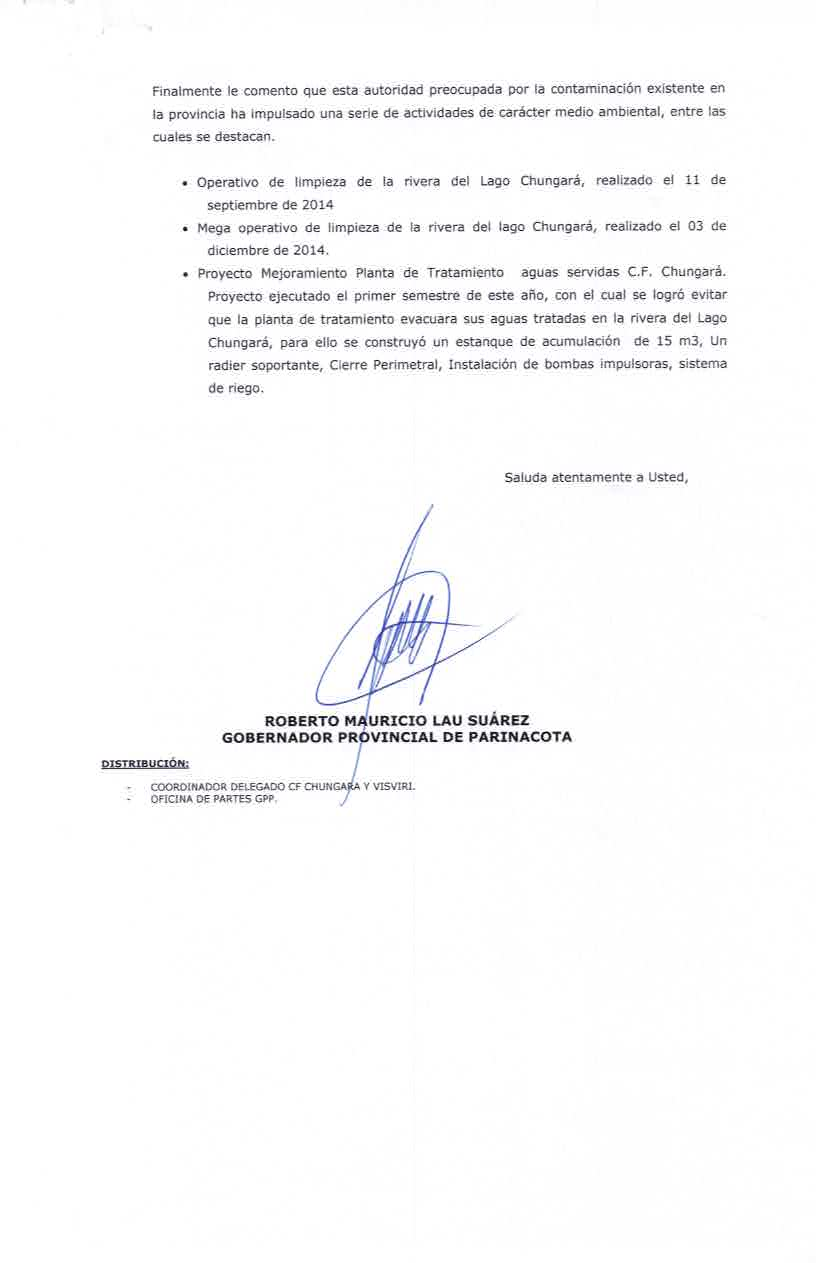 Finalmente le comento que esta autoridad preocupada por la contaminación existente en
la provincia ha impulsado una serie de actividades de carácter medio ambiental, entre las
cuales se destacan.
• Operativo de limpieza de la rivera del Lago Chungará, realizado el 11 de
septiembre de 2014
• Mega operativo de limpieza de la rivera del lago Chungará, realizado el 03 de
diciembre de 2014.
• Proyecto Mejoramiento Planta de Tratamiento aguas servidas C.F. Chungará.
Proyecto ejecutado el primer semestre de este año, con el cual se logró evitar
que la planta de tratamiento evacuara sus aguas tratadas en la rivera del Lago
Chungará, para ello se construyó un estanque de acumulación de 15 m3, Un
radier soportante, Cierre Perimetral, Instalación de bombas impulsoras, sistema
de riego.
Saluda atentamente a Usted,
ROBERTO MAURICIO LAU SUÁREZ
GOBERNADOR PROVINCIAL DE PARINACOTA
DISTRIBUCIÓN:
- COORDINADOR DELEGADO CF CHUNGARA Y VISVIRI.
- OFICINA DE PARTES GPP.